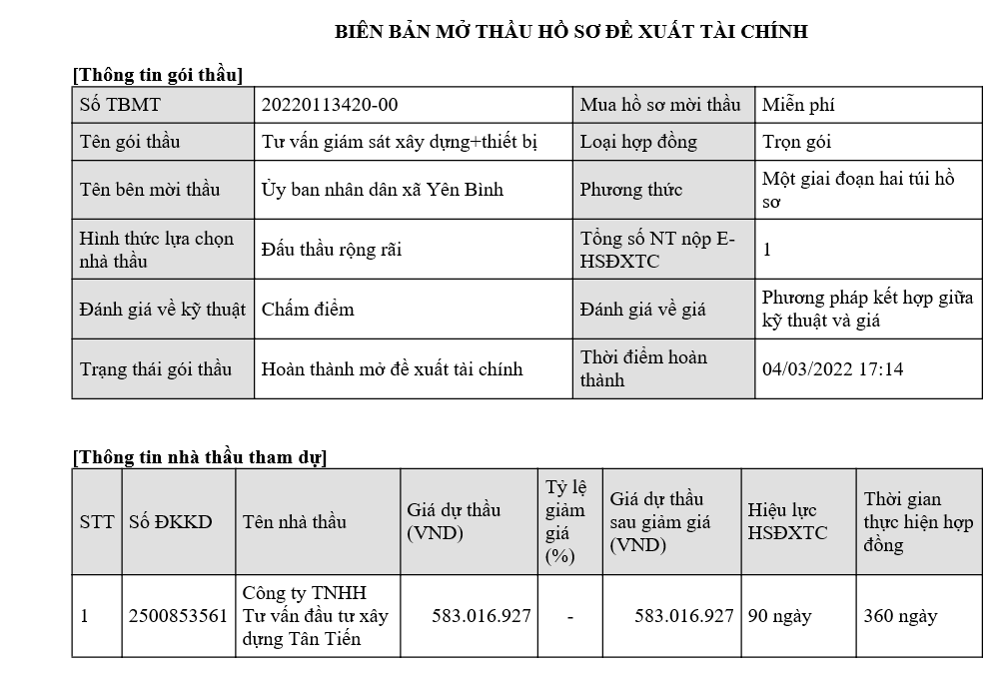 BIÊN BẢN MỞ THẦU HỒ SƠ ĐỀ XUẤT TÀI CHÍNH
[Thông tin gói thầu]
Số TBMT 20220113420-00 Mua hồ sơ mời thầu Miễn phí
Tên gói thầu Tư vấn giám sát xây dựng+thiết bị Loại hợp đồng Trọn gói
Tên bên mời thầu Ủy ban nhân dân xã Yên Bình Phương thức Một giai đoạn hai túi hồ
sơ
Hình thức lựa chọn
nhà thầu
Đấu thầu rộng rãi
Tổng số NT nộp E-
HSĐXTC
1
Đánh giá về kỹ thuật Chấm điểm Đánh giá về giá Phương pháp kết hợp giữa
kỹ thuật và giá
Trạng thái gói thầu Hoàn thành mở đề xuất tài chính
Thời điểm hoàn
thành
04/03/2022 17:14
[Thông tin nhà thầu tham dự]
STT
Số ĐKKD
Tên nhà thầu
Giá dự thầu
(VND)
Tỷ lệ
giảm
giá
(%)
Giá dự thầu
sau giảm giá
(VND)
Hiệu lực
HSĐXTC
Thời gian
thực hiện hợp
đồng
1
2500853561
Công ty TNHH
Tư vấn đầu tư xây
dựng Tân Tiến
583.016.927
-
583.016.927
90 ngày
360 ngày